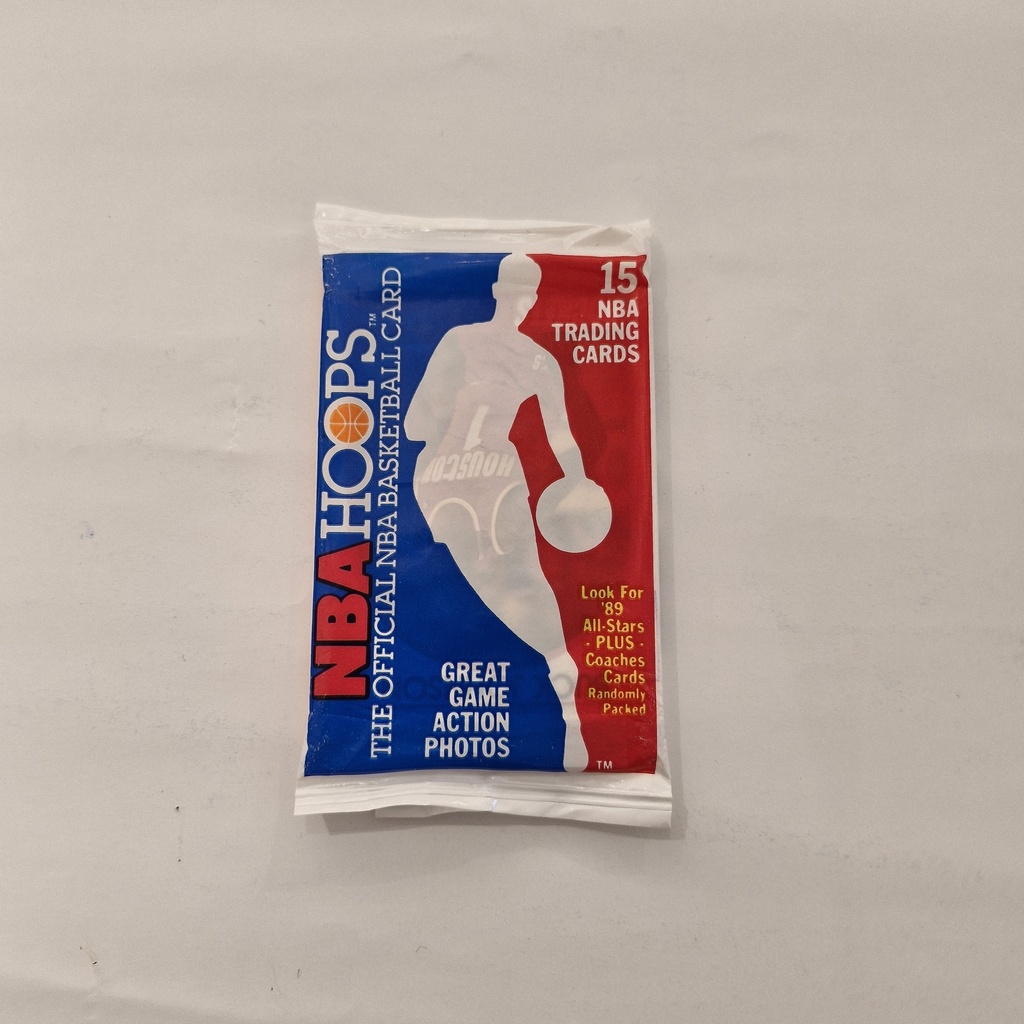 NBA HOOPS™
THE OFFICIAL NBA BASKETBALL CARD
15
NBA
TRADING
CARDS
Look For
'89
All-Stars
- PLUS -
Coaches
Cards
Randomly
Packed
GREAT
GAME
ACTION
PHOTOS
TM